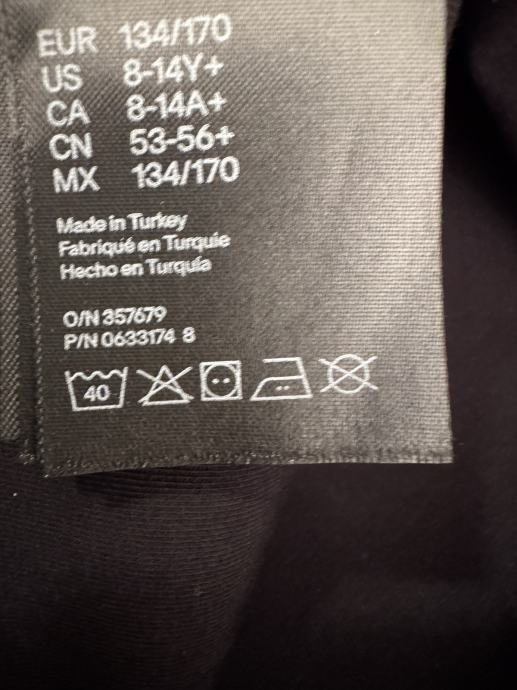 EUR 134/170
US 8-14Y+
CA 8-14A+
CN 53-56+
MX 134/170
Made in Turkey
Fabriqué en Turquie
Hecho en Turquía
O/N 357679
P/N 0633174 8
40